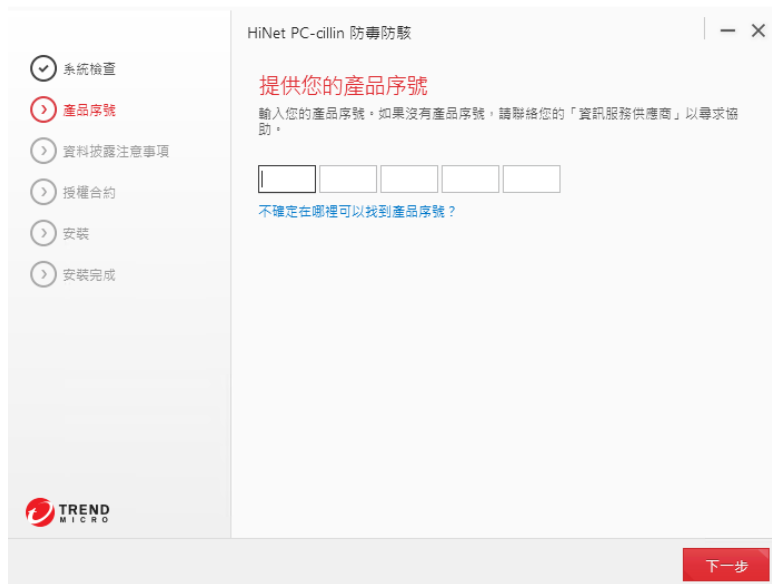 HiNet PC-cillin 防毒防駭
系統檢查
產品序號
資料披露注意事項
授權合約
安裝
安裝完成
提供您的產品序號
輸入您的產品序號。如果沒有產品序號，請聯絡您的「資訊服務供應商」以尋求協
助。
不確定在哪裡可以找到產品序號？
TREND
MICRO
下一步